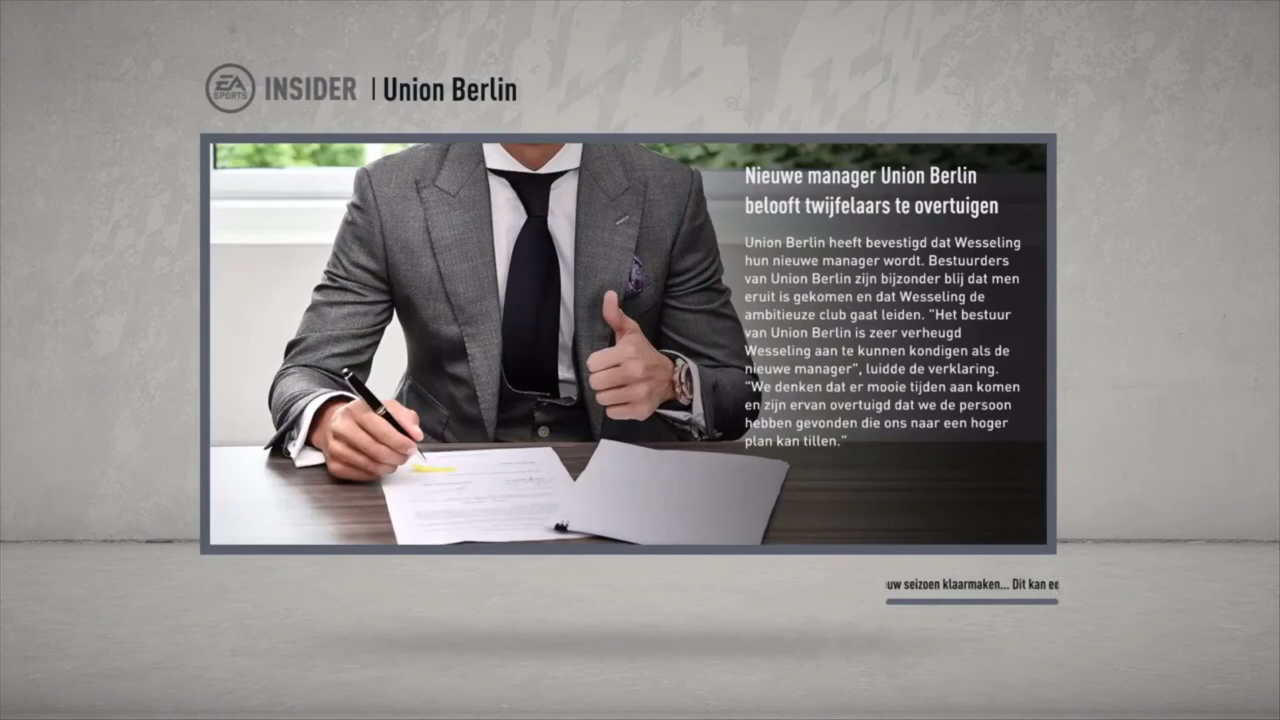 EA SPORTS INSIDER | Union Berlin
Nieuwe manager Union Berlin
belooft twijfelaars te overtuigen
Union Berlin heeft bevestigd dat Wesseling
hun nieuwe manager wordt. Bestuurders
van Union Berlin zijn bijzonder blij dat men
eruit is gekomen en dat Wesseling de
ambitieuze club gaat leiden. "Het bestuur
van Union Berlin is zeer verheugd
Wesseling aan te kunnen kondigen als de
nieuwe manager", luidde de verklaring.
"We denken dat er mooie tijden aan komen
en zijn ervan overtuigd dat we de persoon
hebben gevonden die ons naar een hoger
plan kan tillen."
uw seizoen klaarmaken... Dit kan